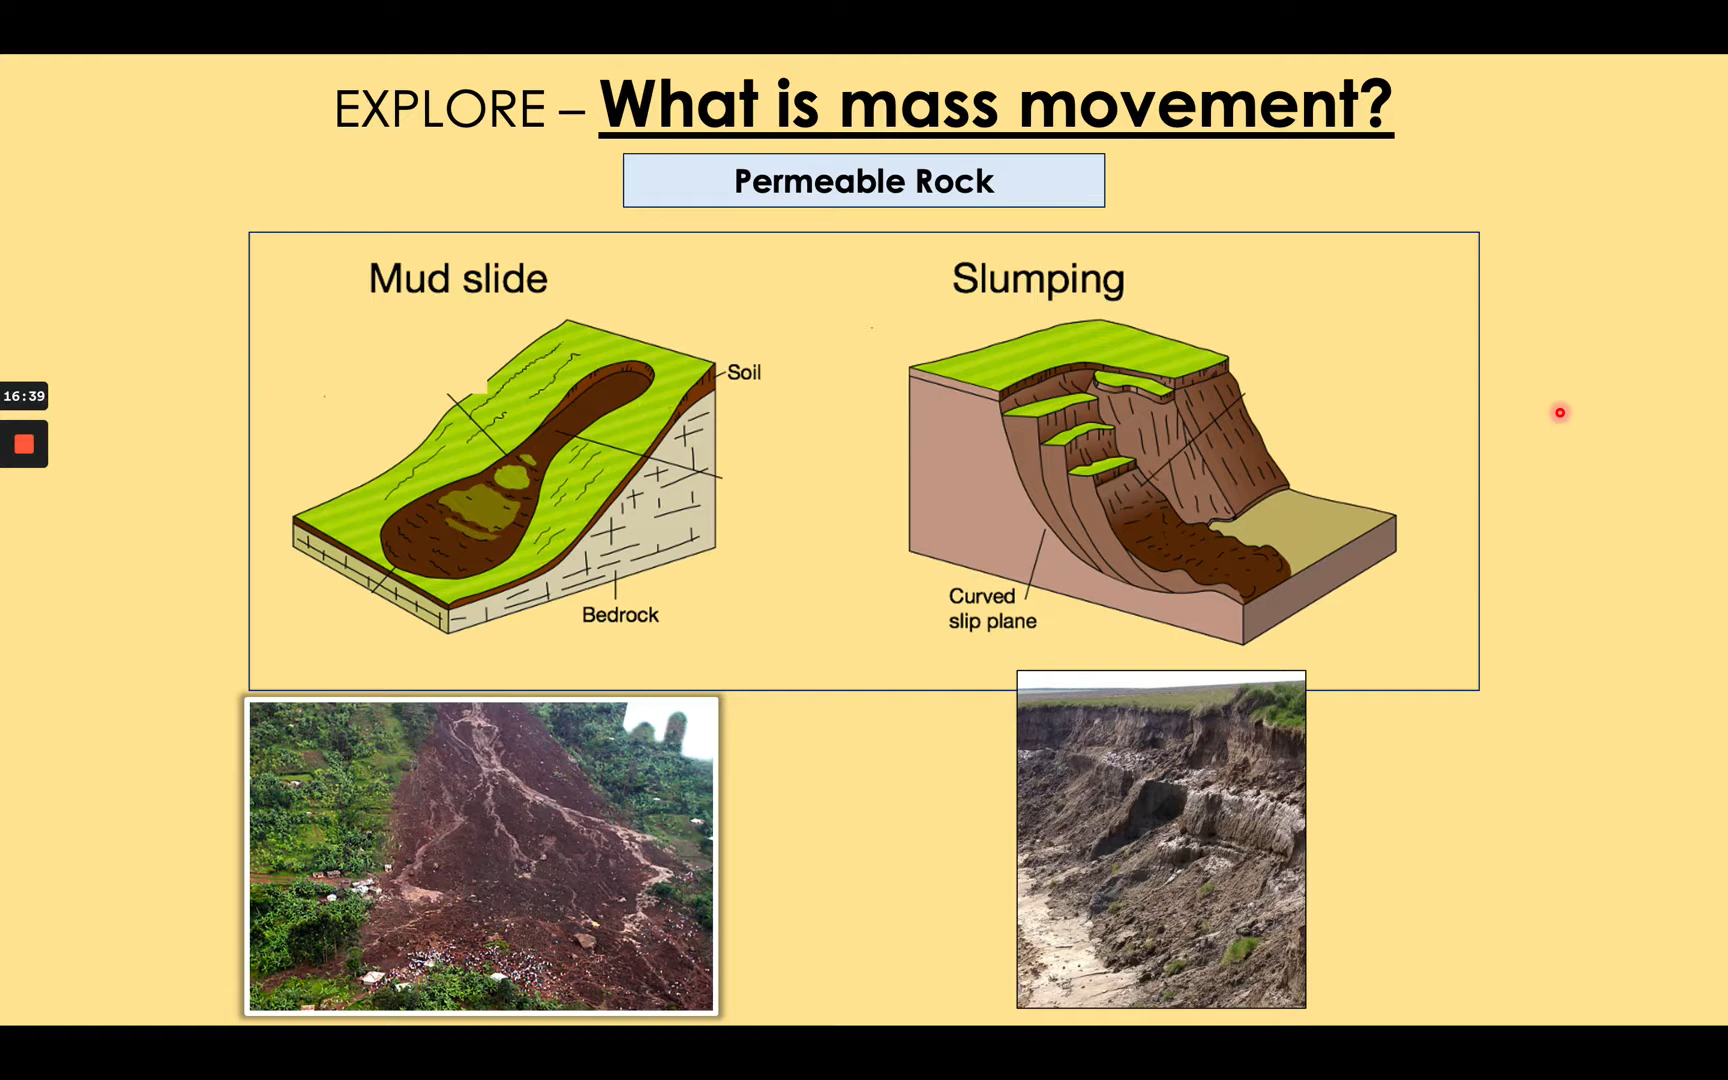 EXPLORE – What is mass movement?
Permeable Rock
Mud slide
Slumping
Soil
16:39
Curved
slip plane
Bedrock